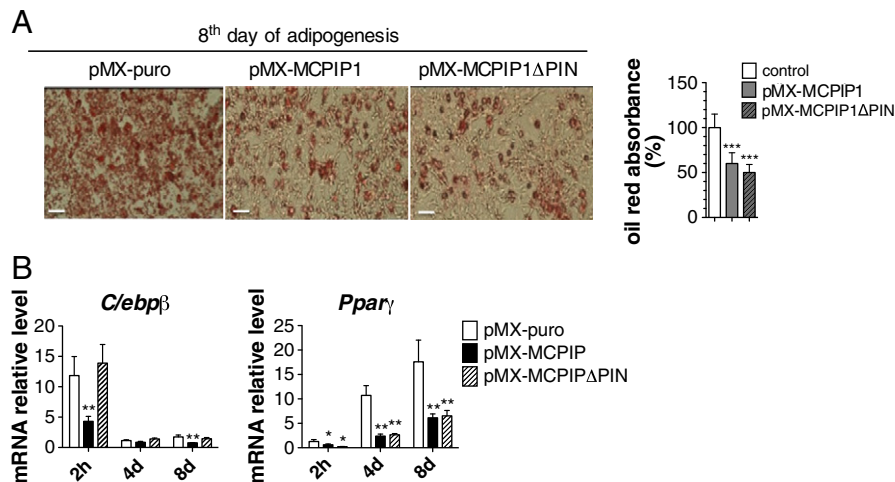 A
8th day of adipogenesis
pMX-puro pMX-MCPIP1 pMX-MCPIP1ΔPIN
oil red absorbance
(%)
150
100
50
0
***
***
control
pMX-MCPIP1
pMX-MCPIP1ΔPIN
B
C/ebpβ
mRNA relative level
20
15
10
5
0
**
**
2h 4d 8d
Pparγ
mRNA relative level
25
20
15
10
5
0
* *
** **
** **
2h 4d 8d
pMX-puro
pMX-MCPIP
pMX-MCPIPΔPIN